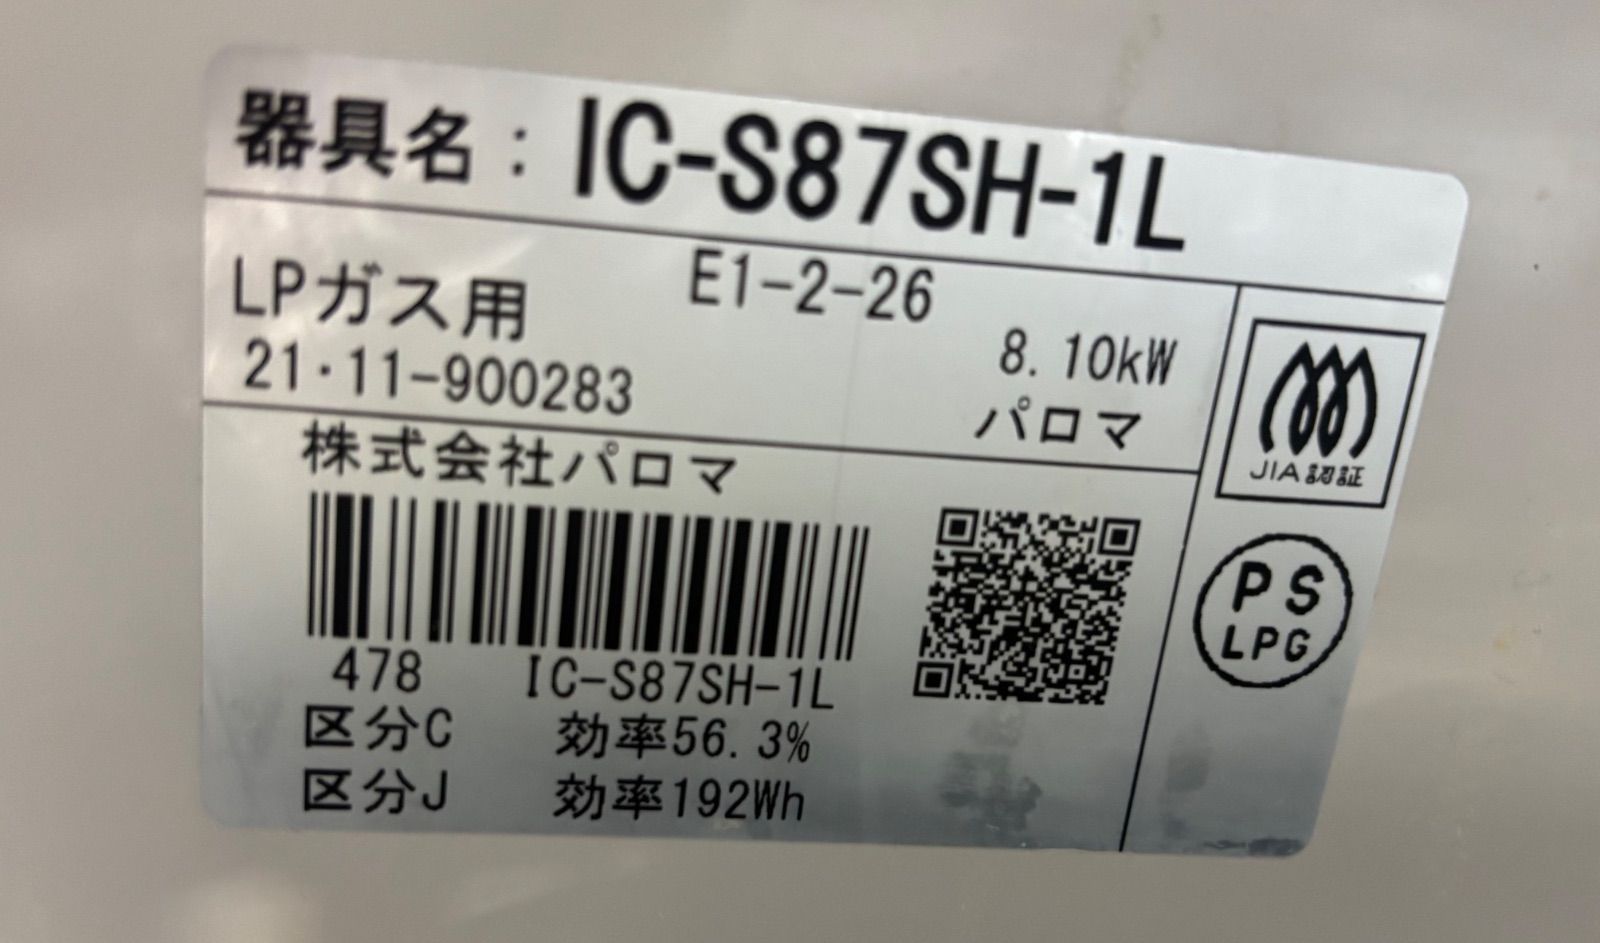 器具名：IC-S87SH-1L
LPガス用
E1-2-26
21・11-900283
8.10kW
パロマ
株式会社パロマ
JIA認証
478 IC-S87SH-1L
PS
LPG
区分C 効率56.3%
区分J 効率192Wh